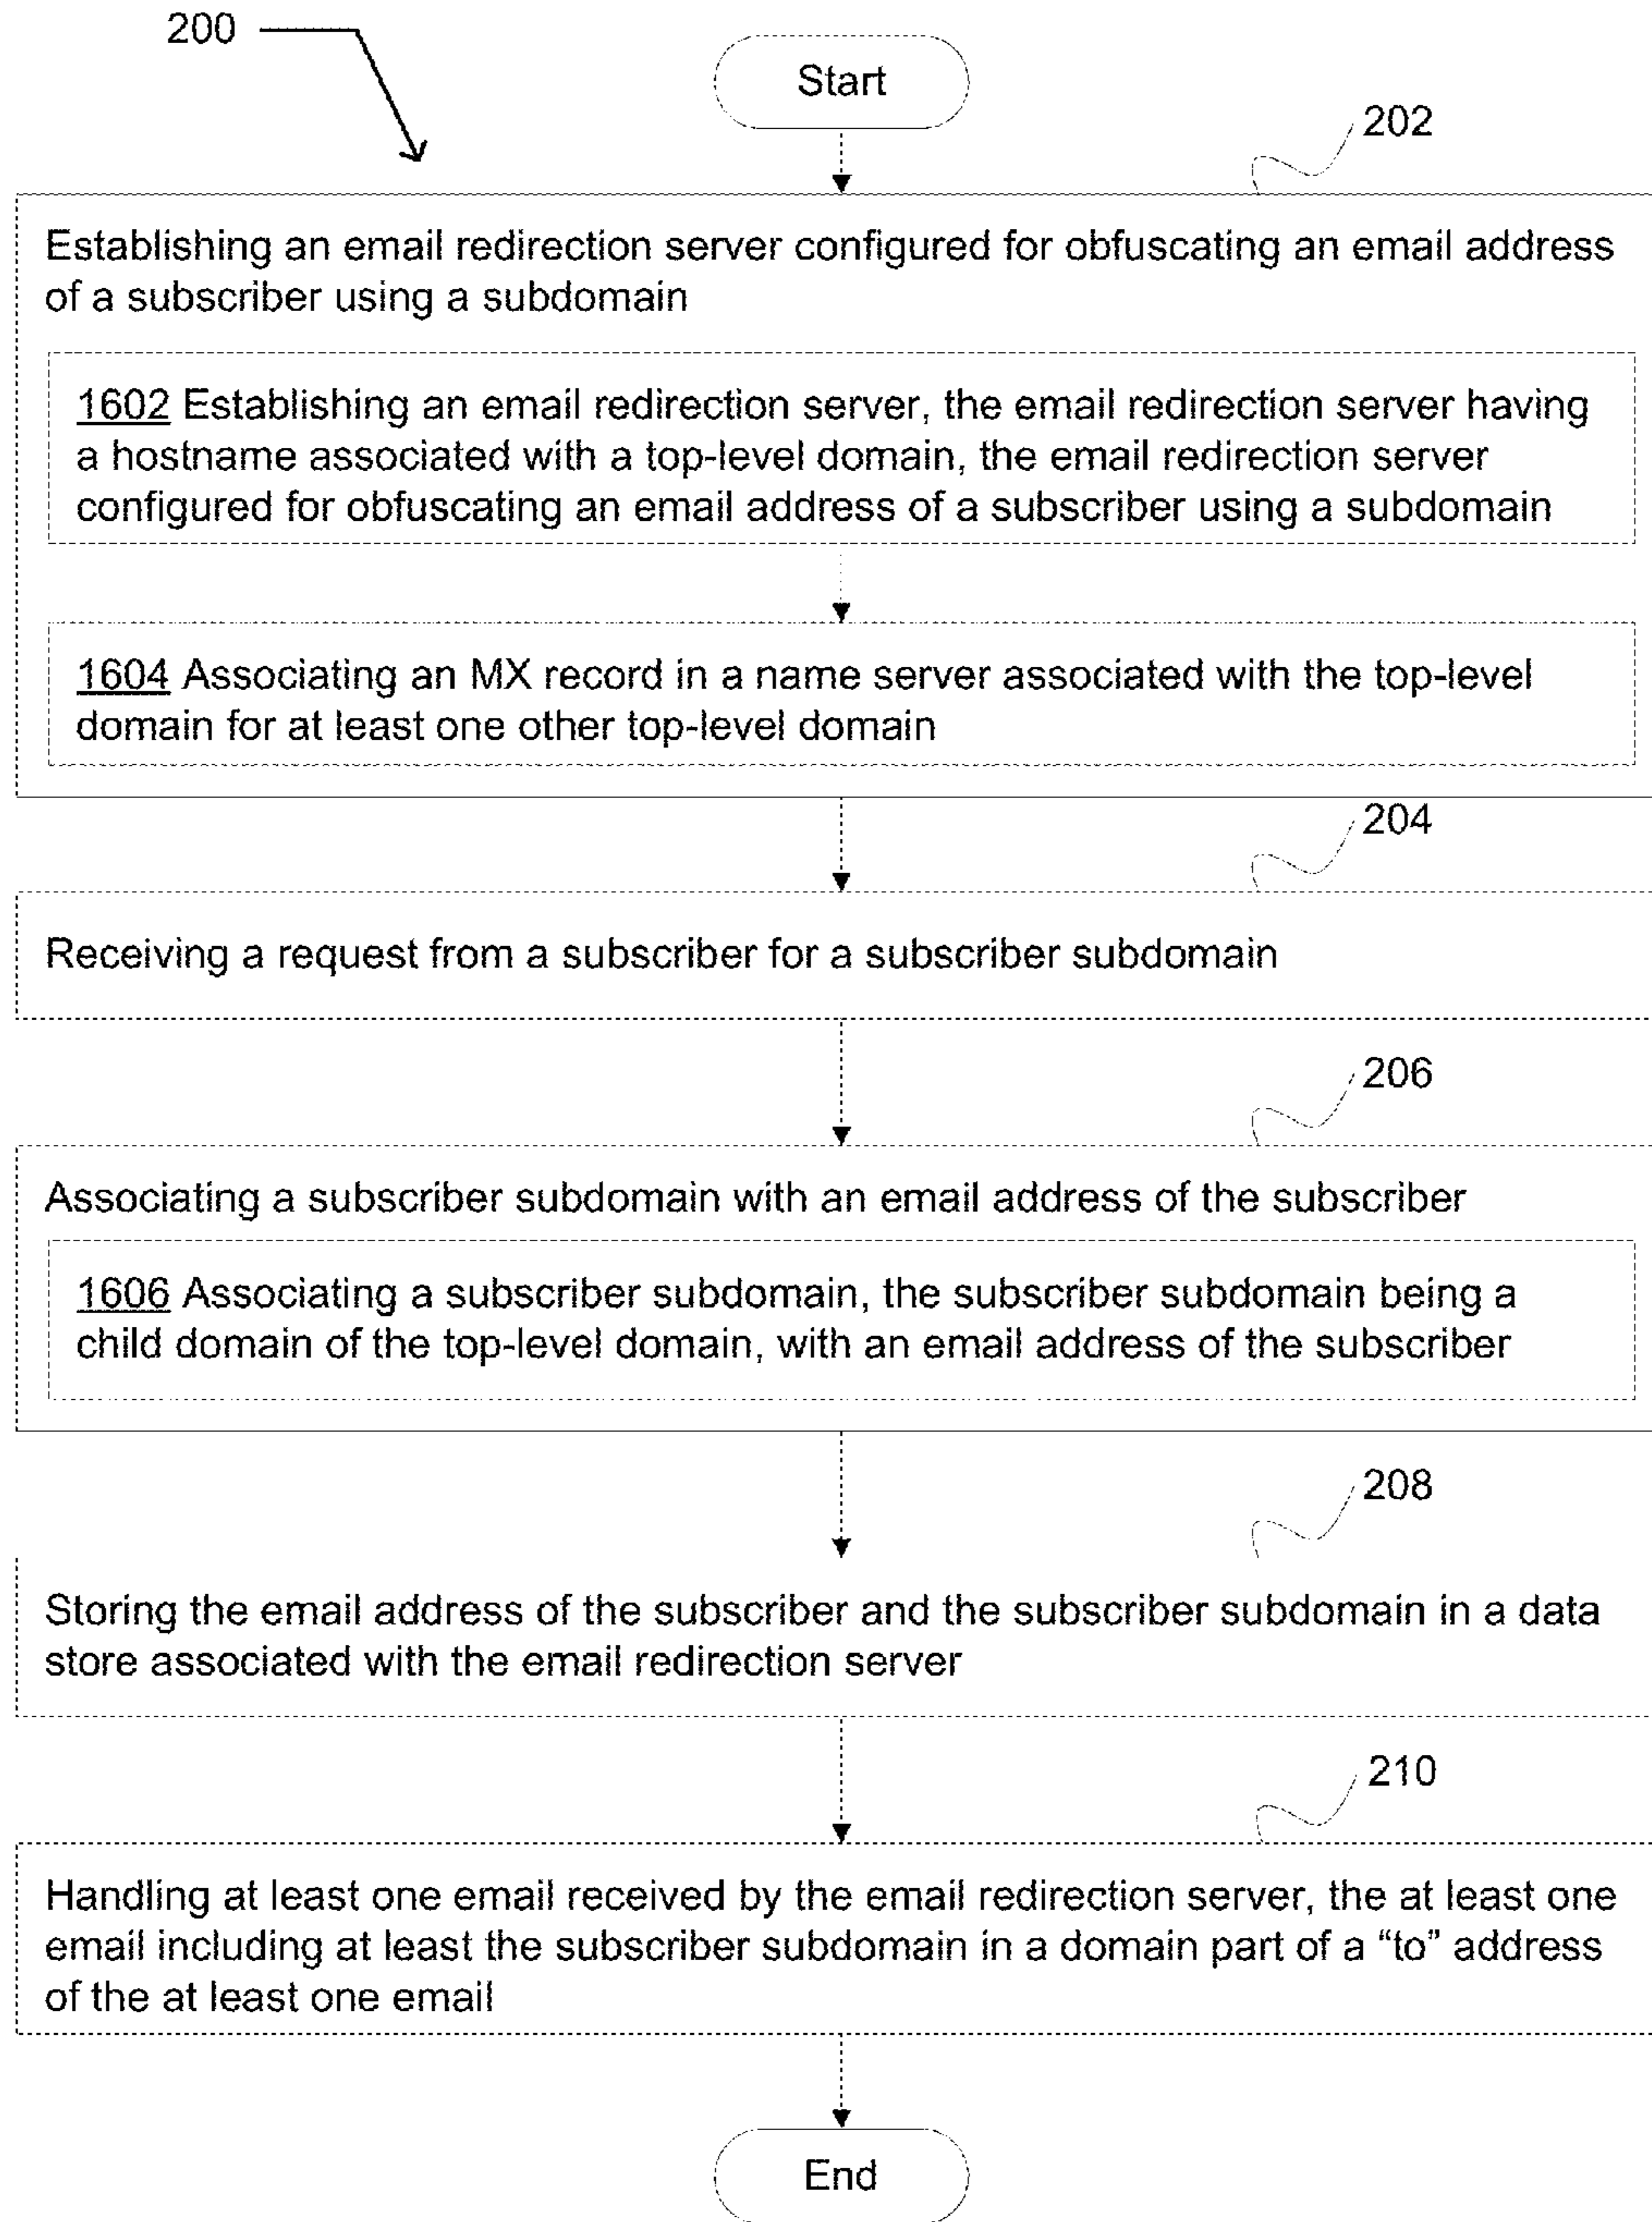 200
Start
202
Establishing an email redirection server configured for obfuscating an email address
of a subscriber using a subdomain
1602 Establishing an email redirection server, the email redirection server having
a hostname associated with a top-level domain, the email redirection server
configured for obfuscating an email address of a subscriber using a subdomain
1604 Associating an MX record in a name server associated with the top-level
domain for at least one other top-level domain
204
Receiving a request from a subscriber for a subscriber subdomain
206
Associating a subscriber subdomain with an email address of the subscriber
1606 Associating a subscriber subdomain, the subscriber subdomain being a
child domain of the top-level domain, with an email address of the subscriber
208
Storing the email address of the subscriber and the subscriber subdomain in a data
store associated with the email redirection server
210
Handling at least one email received by the email redirection server, the at least one
email including at least the subscriber subdomain in a domain part of a “to” address
of the at least one email
End